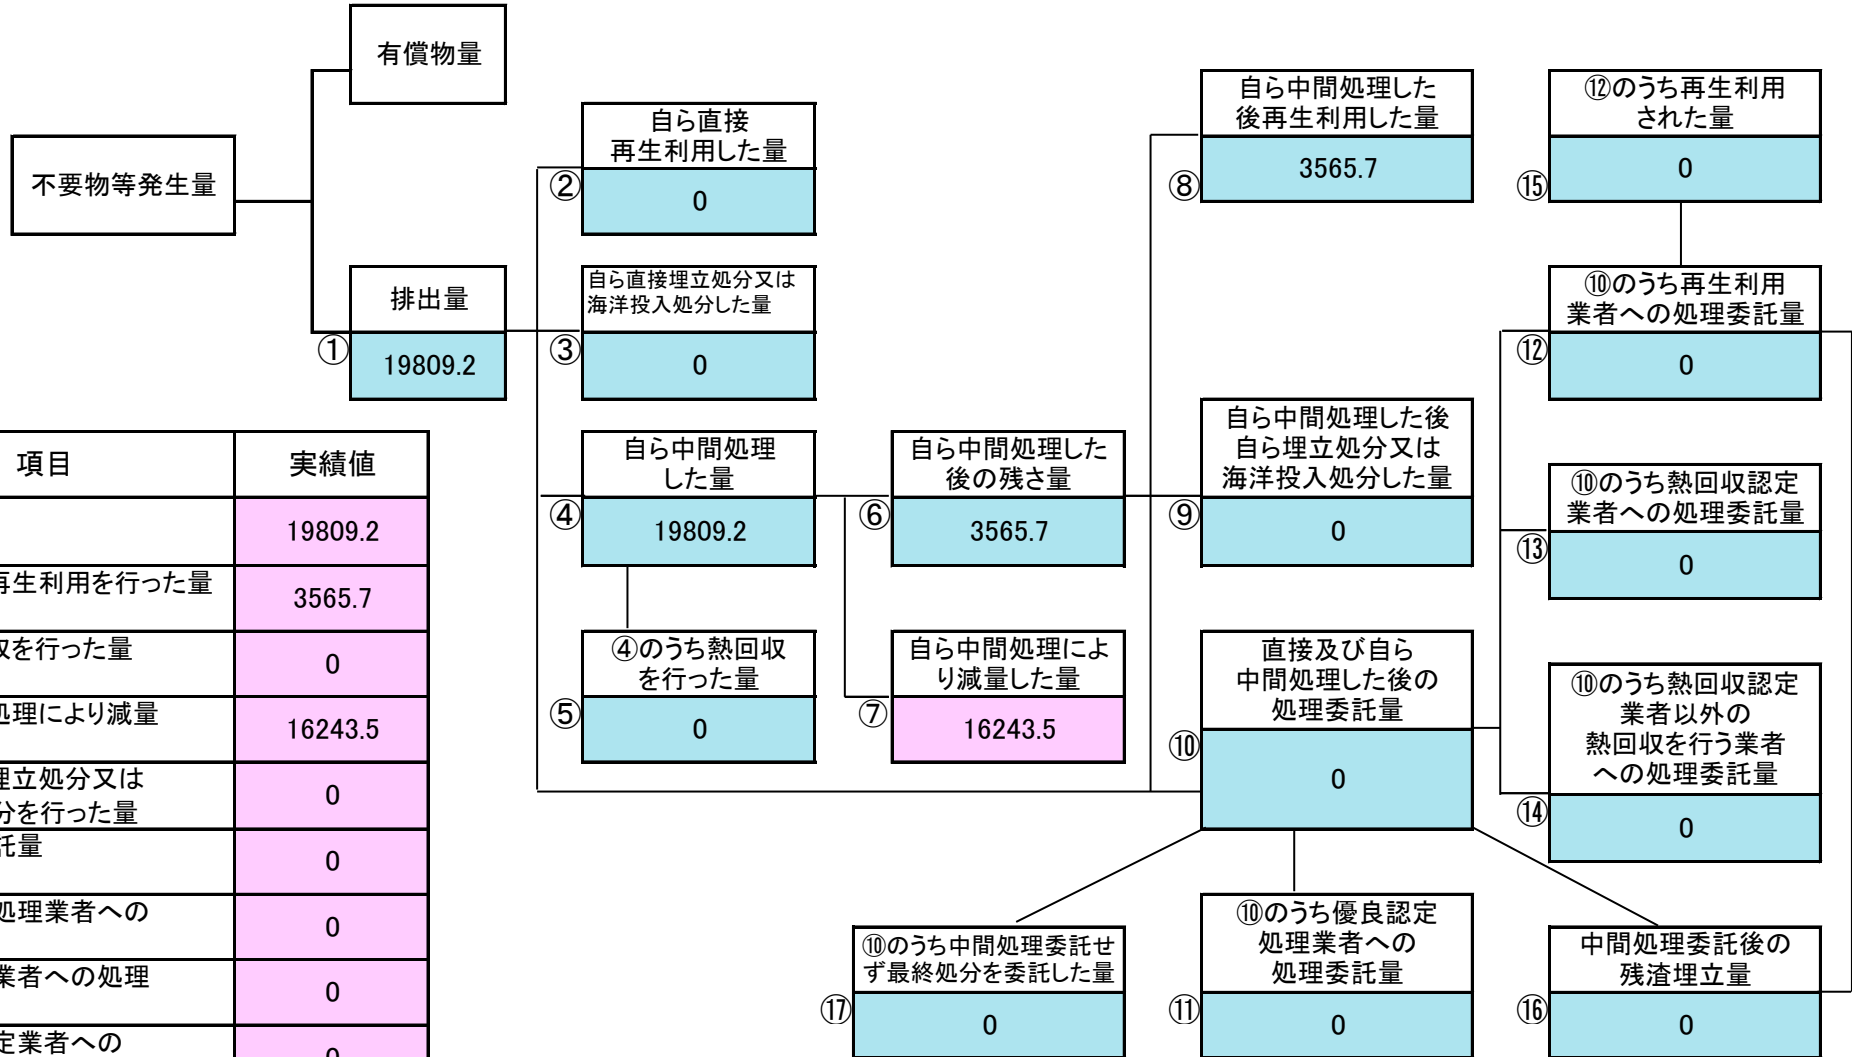 有償物量
不要物等発生量
排出量
①
19809.2
自ら直接
再生利用した量
②
0
自ら直接埋立処分又は
海洋投入処分した量
③
0
自ら中間処理
した量
④
19809.2
④のうち熱回収
を行った量
⑤
0
自ら中間処理した
後の残さ量
⑥
3565.7
自ら中間処理によ
り減量した量
⑦
16243.5
自ら中間処理した
後再生利用した量
⑧
3565.7
自ら中間処理した後
自ら埋立処分又は
海洋投入処分した量
⑨
0
直接及び自ら
中間処理した後の
処理委託量
⑩
0
⑫のうち再生利用
された量
⑮
0
⑩のうち再生利用
業者への処理委託量
⑫
0
⑩のうち熱回収認定
業者への処理委託量
⑬
0
⑩のうち熱回収認定
業者以外の
熱回収を行う業者
への処理委託量
⑭
0
⑩のうち中間処理委託せ
ず最終処分を委託した量
⑰
0
⑩のうち優良認定
処理業者への
処理委託量
⑪
0
中間処理委託後の
残渣埋立量
⑯
0
項目 実績値
19809.2
再生利用を行った量 3565.7
を行った量 0
処理により減量 16243.5
埋立処分又は
分を行った量 0
託量 0
処理業者への 0
業者への処理 0
定業者への 0